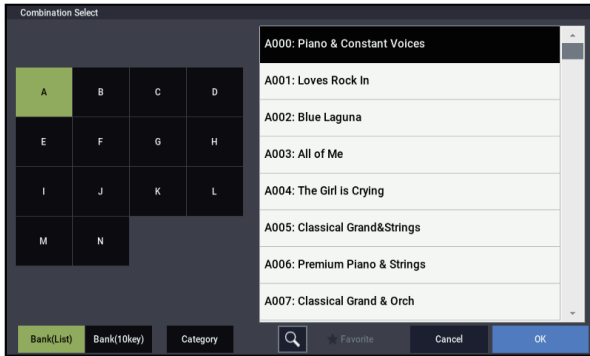 Combination Select
A B C D
E F G H
I J K L
M N
A000: Piano & Constant Voices
A001: Loves Rock In
A002: Blue Laguna
A003: All of Me
A004: The Girl is Crying
A005: Classical Grand&Strings
A006: Premium Piano & Strings
A007: Classical Grand & Orch
Bank(List) Bank(10key) Category Favorite Cancel OK